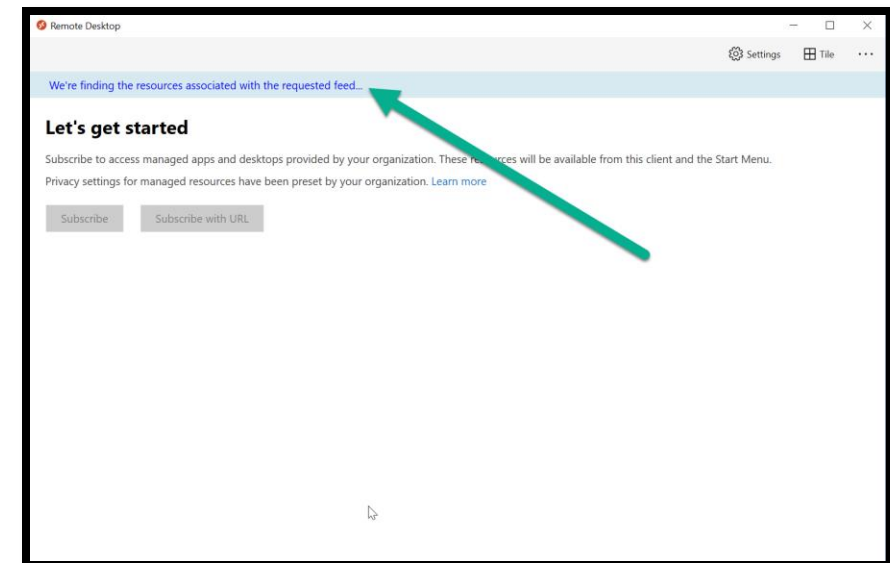 Remote Desktop
Settings Tile
We're finding the resources associated with the requested feed...
Let's get started
Subscribe to access managed apps and desktops provided by your organization. These resources will be available from this client and the Start Menu.
Privacy settings for managed resources have been preset by your organization. Learn more
Subscribe Subscribe with URL